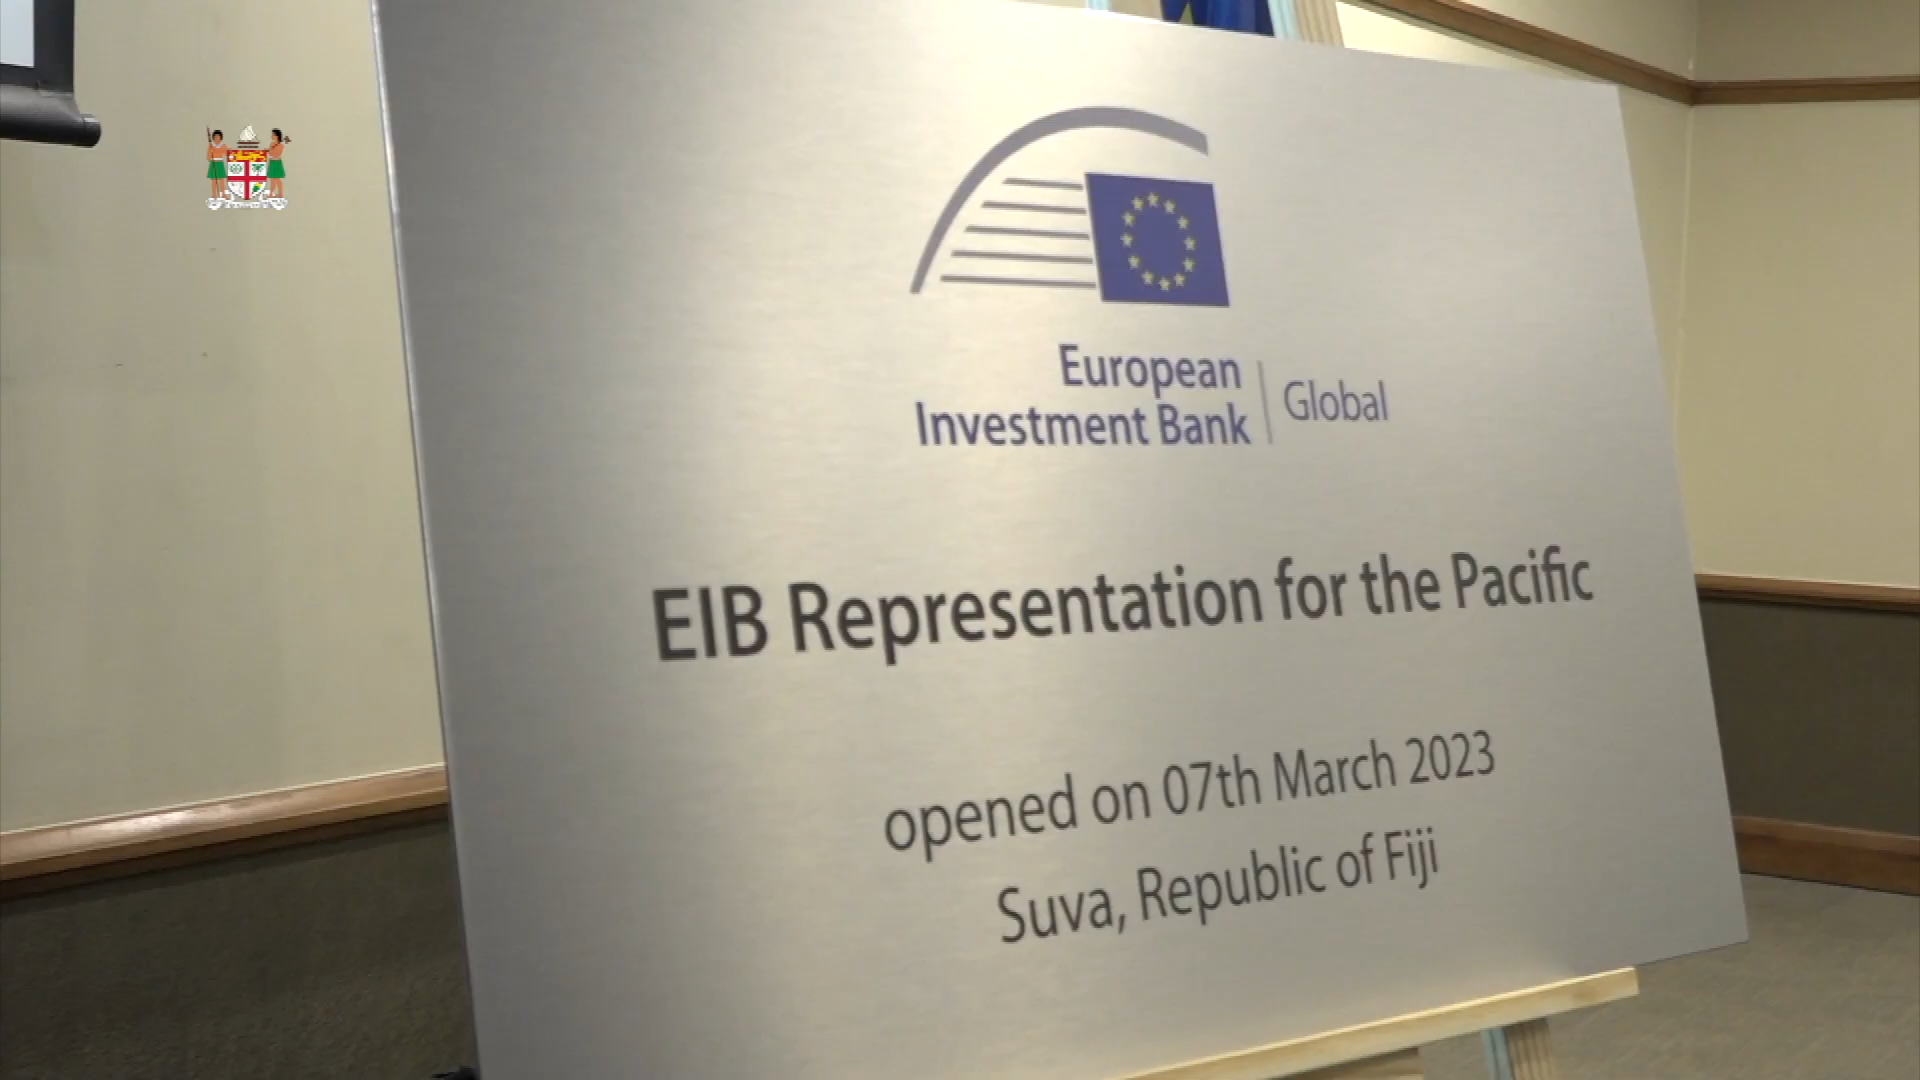 European
Investment Bank | Global
EIB Representation for the Pacific
opened on 07th March 2023
Suva, Republic of Fiji